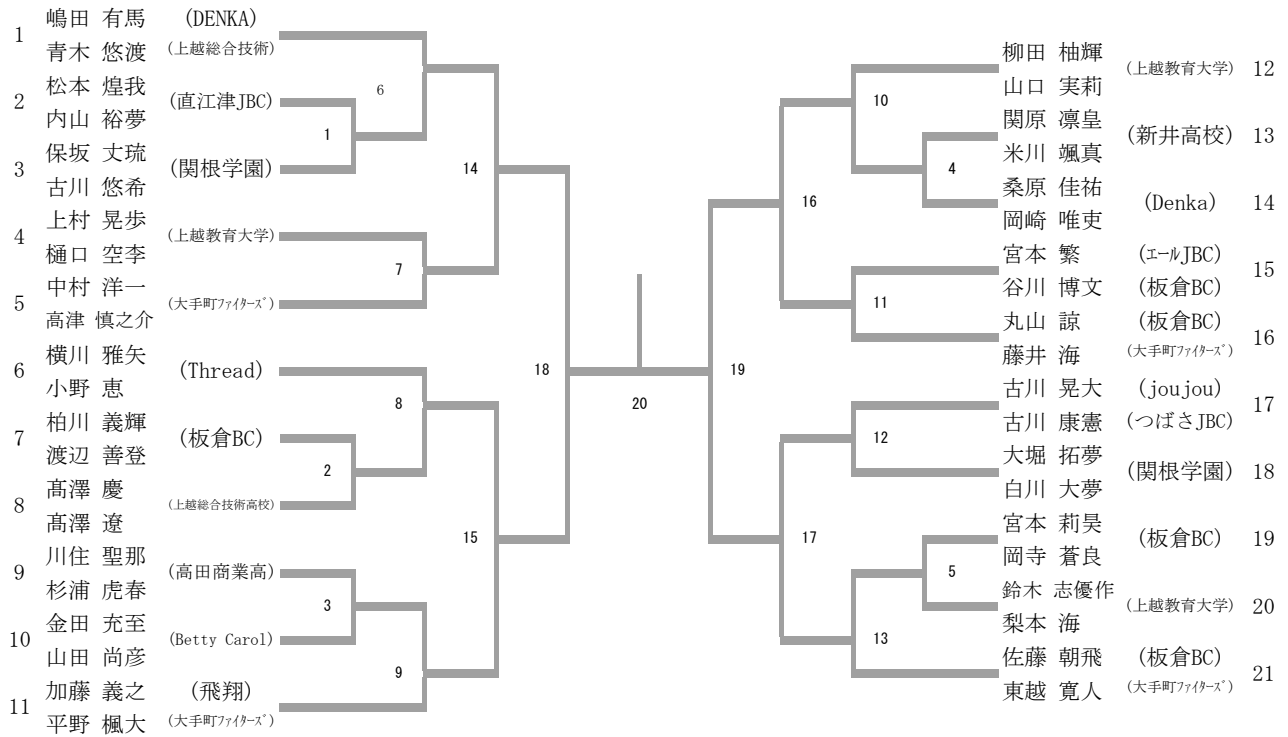 1 嶋田 有馬 (DENKA)
青木 悠渡 (上越総合技術)
2 松本 煌我 (直江津JBC)
内山 裕夢
3 保坂 丈琉 (関根学園)
古川 悠希
4 上村 晃歩 (上越教育大学)
樋口 空李
5 中村 洋一 (大手町ﾌｧｲﾀｰｽﾞ)
高津 慎之介
6 横川 雅矢 (Thread)
小野 恵
7 柏川 義輝 (板倉BC)
渡辺 善登
8 髙澤 慶 (上越総合技術高校)
髙澤 遼
9 川住 聖那 (高田商業高)
杉浦 虎春
10 金田 充至 (Betty Carol)
山田 尚彦
11 加藤 義之 (飛翔)
平野 楓大 (大手町ﾌｧｲﾀｰｽﾞ)
6
1
14
7
18
8
2
15
3
9
20
10
4
16
11
19
12
17
5
13
柳田 柚輝 (上越教育大学) 12
山口 実莉
関原 凛皇 (新井高校) 13
米川 颯真
桑原 佳祐 (Denka) 14
岡崎 唯吏
宮本 繁 (ｴｰﾙJBC) 15
谷川 博文 (板倉BC)
丸山 諒 (板倉BC) 16
藤井 海 (大手町ﾌｧｲﾀｰｽﾞ)
古川 晃大 (joujou) 17
古川 康憲 (つばさJBC)
大堀 拓夢 (関根学園) 18
白川 大夢
宮本 莉昊 (板倉BC) 19
岡寺 蒼良
鈴木 志優作 (上越教育大学) 20
梨本 海
佐藤 朝飛 (板倉BC) 21
東越 寛人 (大手町ﾌｧｲﾀｰｽﾞ)